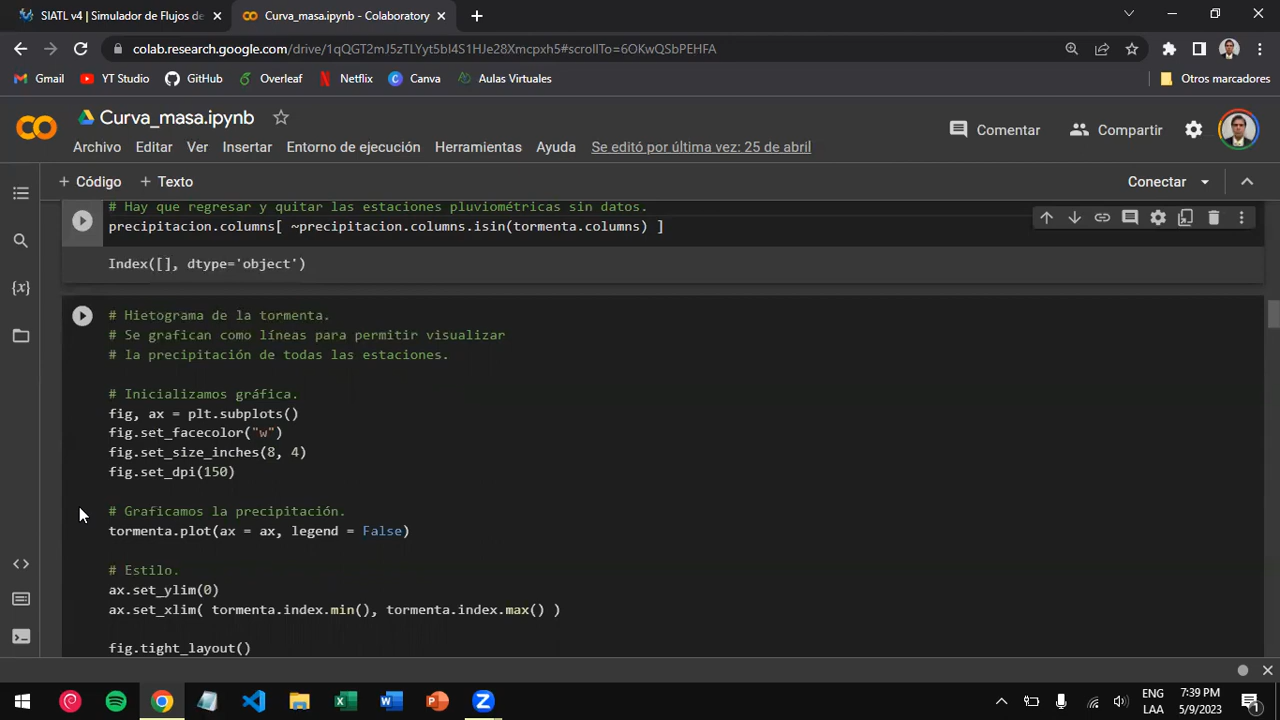 SIATL v4 | Simulador de Flujos de
Curva_masa.ipynb - Colaboratory
colab.research.google.com/drive/1qQGT2mJ5zTLYyt5bI4S1HJe28Xmcpxh5#scrollTo=6OKwQSbPEHFA
Gmail YT Studio GitHub Overleaf Netflix Canva Aulas Virtuales Otros marcadores
Curva_masa.ipynb
Comentar Compartir
Archivo Editar Ver Insertar Entorno de ejecución Herramientas Ayuda Se editó por última vez: 25 de abril
+ Código + Texto Conectar
# Hay que regresar y quitar las estaciones pluviométricas sin datos.
precipitacion.columns[ ~precipitacion.columns.isin(tormenta.columns) ]
Index([], dtype='object')
# Hietograma de la tormenta.
# Se grafican como líneas para permitir visualizar
# la precipitación de todas las estaciones.
# Inicializamos gráfica.
fig, ax = plt.subplots()
fig.set_facecolor("w")
fig.set_size_inches(8, 4)
fig.set_dpi(150)
# Graficamos la precipitación.
tormenta.plot(ax = ax, legend = False)
# Estilo.
ax.set_ylim(0)
ax.set_xlim( tormenta.index.min(), tormenta.index.max() )
fig.tight_layout()
ENG 7:39 PM
LAA 5/9/2023